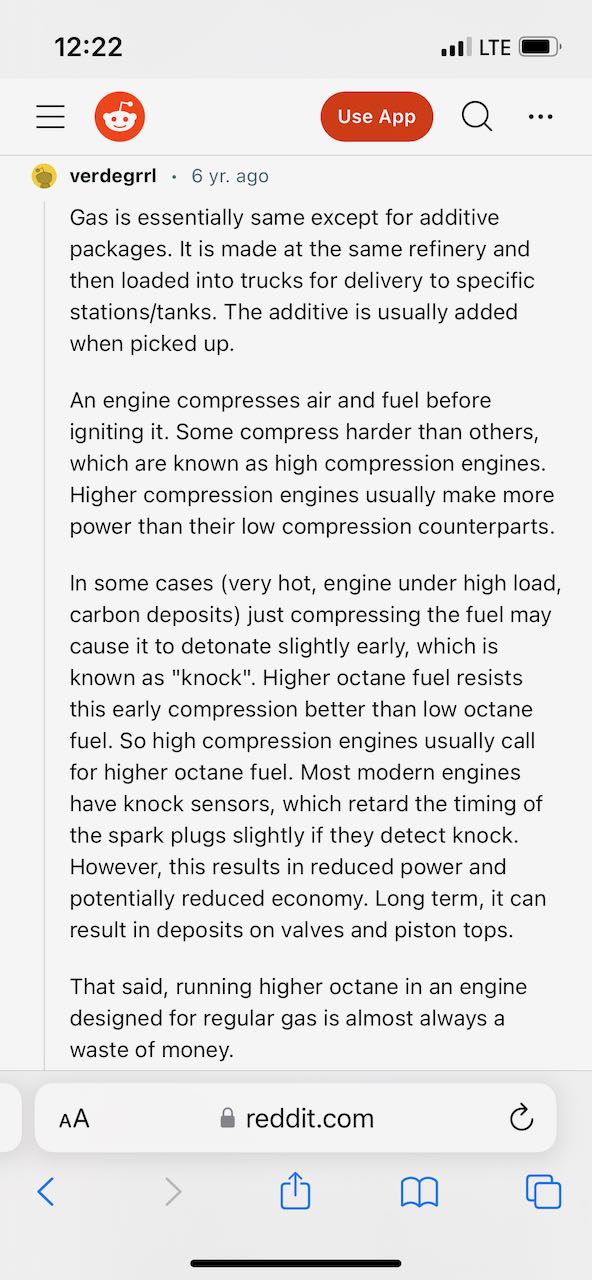 12:22
LTE
Use App
verdegrrl · 6 yr. ago
Gas is essentially same except for additive
packages. It is made at the same refinery and
then loaded into trucks for delivery to specific
stations/tanks. The additive is usually added
when picked up.
An engine compresses air and fuel before
igniting it. Some compress harder than others,
which are known as high compression engines.
Higher compression engines usually make more
power than their low compression counterparts.
In some cases (very hot, engine under high load,
carbon deposits) just compressing the fuel may
cause it to detonate slightly early, which is
known as "knock". Higher octane fuel resists
this early compression better than low octane
fuel. So high compression engines usually call
for higher octane fuel. Most modern engines
have knock sensors, which retard the timing of
the spark plugs slightly if they detect knock.
However, this results in reduced power and
potentially reduced economy. Long term, it can
result in deposits on valves and piston tops.
That said, running higher octane in an engine
designed for regular gas is almost always a
waste of money.
AA reddit.com